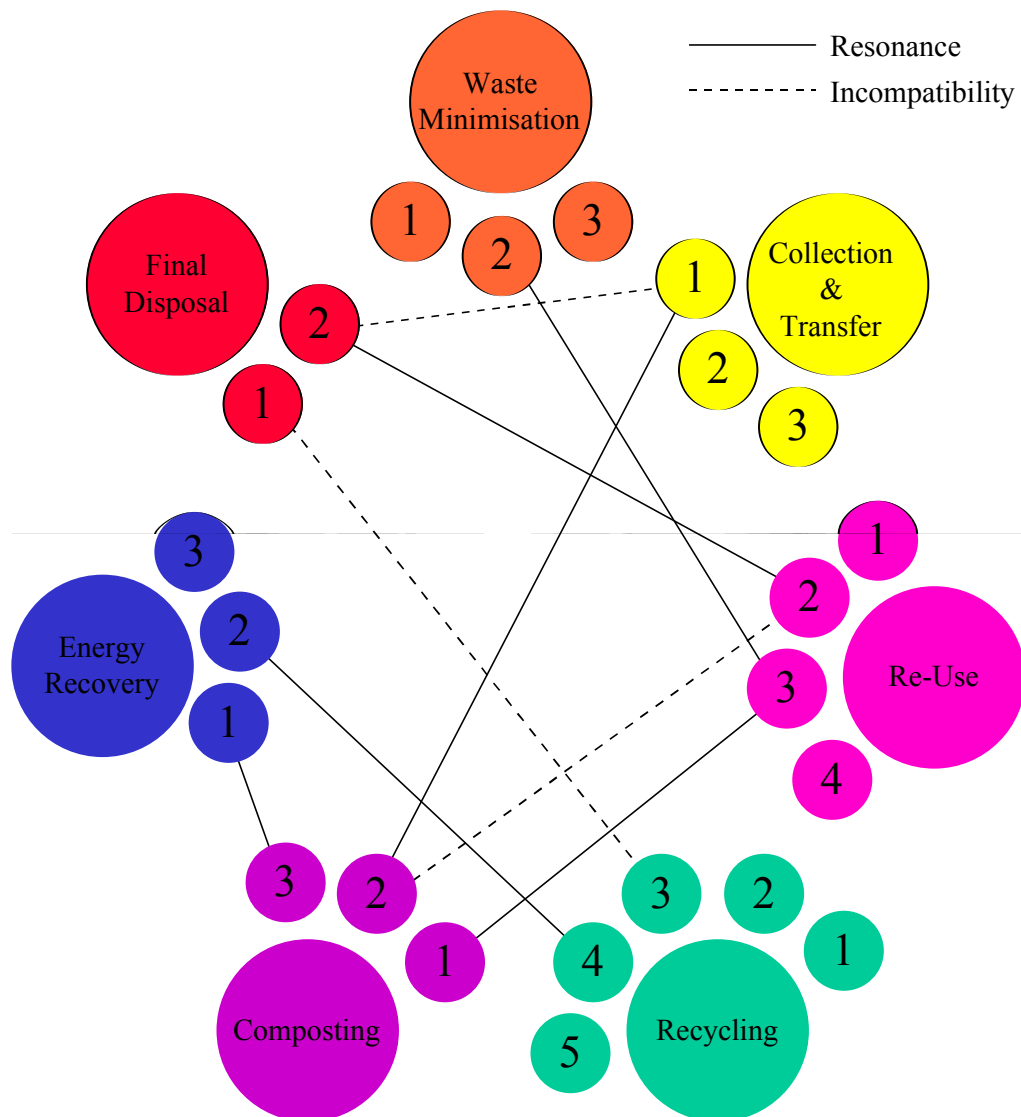 Resonance
Incompatibility
Waste
Minimisation
1
2
3
Final
Disposal
2
1
Collection
&
Transfer
1
2
3
3
2
1
Energy
Recovery
1
2
3
4
Re-Use
3
2
1
Composting
3
2
1
4
5
Recycling